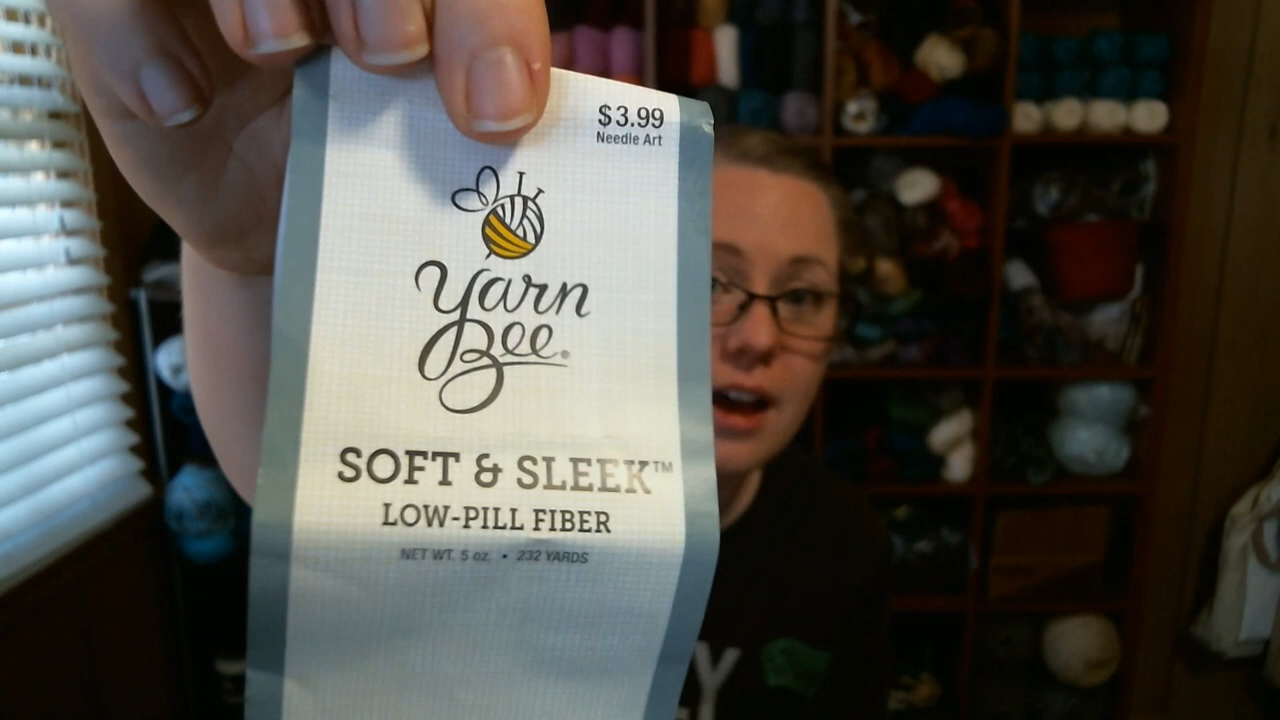 $3.99
Needle Art
Yarn
Bee®
SOFT & SLEEK™
LOW-PILL FIBER
NET WT. 5 oz. • 232 YARDS
Y